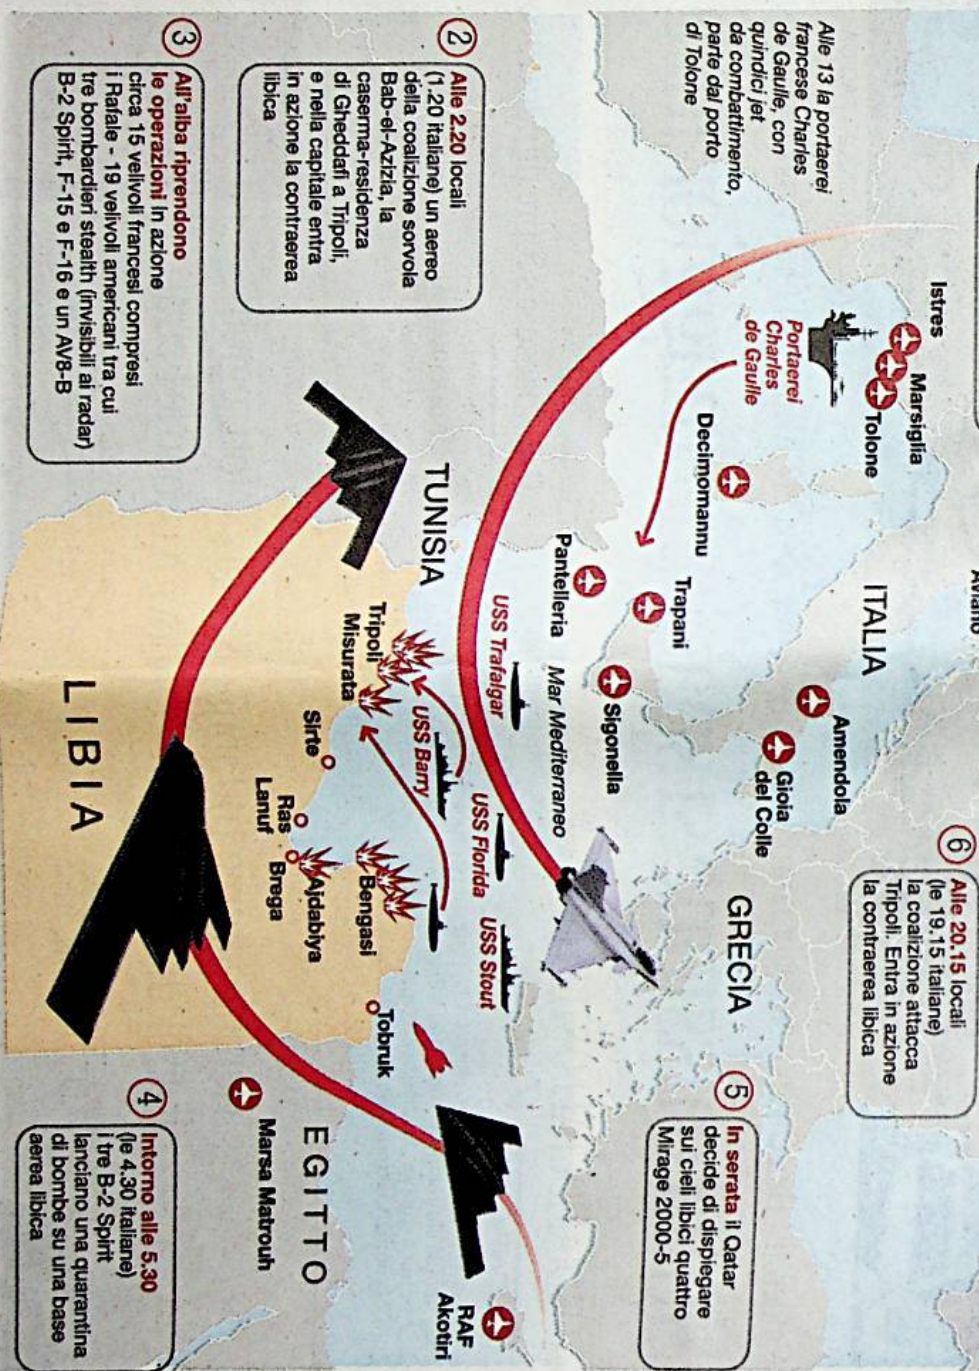 Alle 13 la portaerei
francese Charles
de Gaulle, con
quindici jet
da combattimento,
parte dal porto
di Tolone
② Alle 2.20 locali
(1.20 italiane) un aereo
della coalizione sorvola
Bab-el-Azizia, la
caserma-residenza
di Gheddafi a Tripoli,
e nella capitale entra
in azione la contraerea
libica
③ All'alba riprendono
le operazioni In azione
circa 15 velivoli francesi compresi
i Rafale - 19 velivoli americani tra cui
tre bombardieri stealth (invisibili ai radar)
B-2 Spirit, F-15 e F-16 e un AV8-B
Istres
Marsiglia
Tolone
Portaerei
Charles
de Gaulle
Decimomannu
Aviano
ITALIA
Trapani
Pantelleria
Sigonella
Amendola
Gioia
del Colle
Mar Mediterraneo
USS Trafalgar
USS Barry
USS Florida
USS Stout
TUNISIA
Tripoli
Misurata
Sirte
Ras
Lanuf
Brega
Ajdabiya
Bengasi
Tobruk
LIBIA
GRECIA
⑥ Alle 20.15 locali
(le 19.15 italiane)
la coalizione attacca
Tripoli. Entra in azione
la contraerea libica
⑤ In serata il Qatar
decide di dispiegare
sui cieli libici quattro
Mirage 2000-5
EGITTO
Marsa Matrouh
RAF
Akotiri
④ Intorno alle 5.30
(le 4.30 italiane)
i tre B-2 Spirit
lanciano una quarantina
di bombe su una base
aerea libica